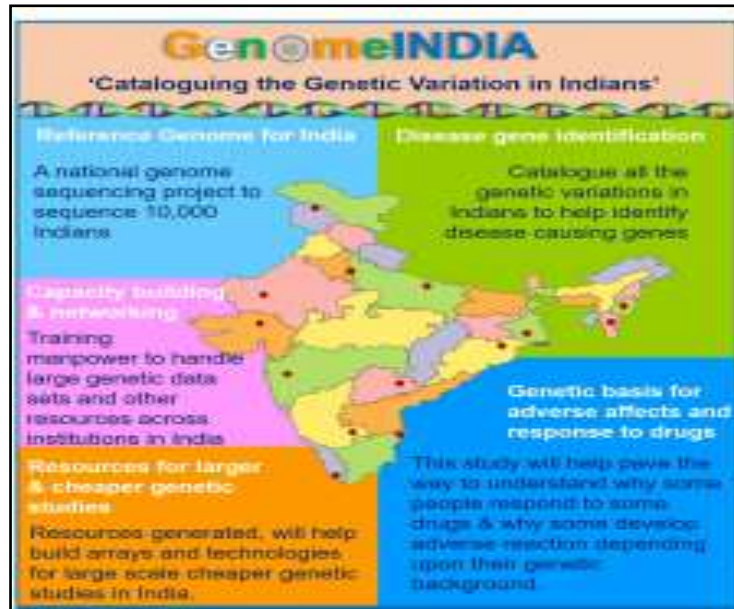 GenomeINDIA
'Cataloguing the Genetic Variation in Indians'
Reference Genome for India
A national genome
sequencing project to
sequence 10,000
Indians
Disease gene identification
Catalogue all the
genetic variations in
Indians to help identify
disease causing genes
Capacity building
& networking
Training
manpower to handle
large genetic data
sets and other
resources across
institutions in India
Genetic basis for
adverse affects and
response to drugs
This study will help pave the
way to understand why some
people respond to some
drugs & why some develop
adverse reaction depending
upon their genetic
background.
Resources for larger
& cheaper genetic
studies
Resources generated, will help
build arrays and technologies
for large scale cheaper genetic
studies in India.